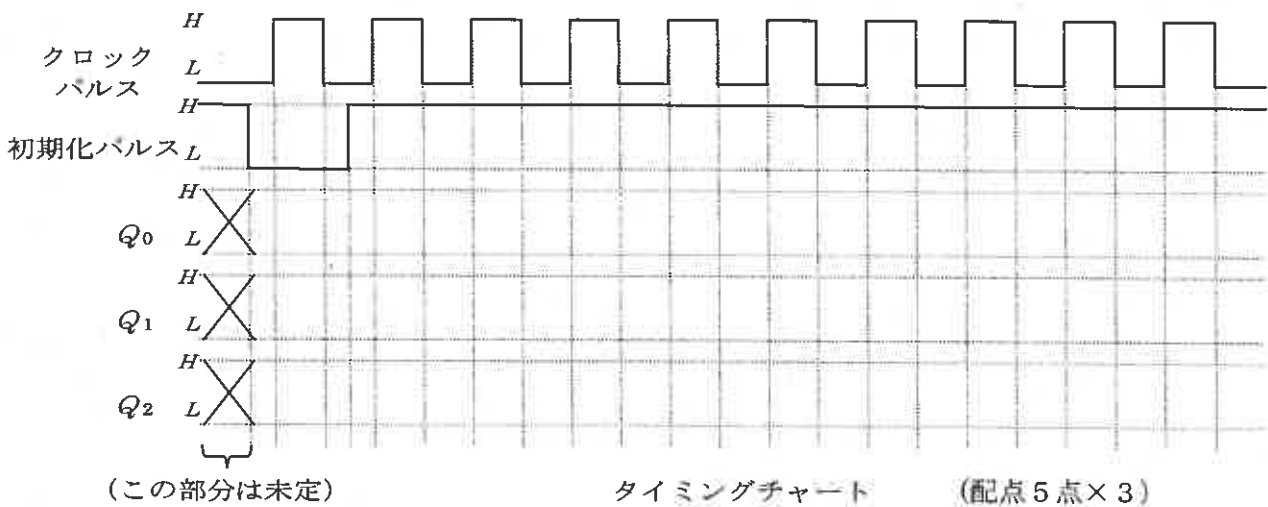 H
クロック
L
パルス
H
初期化パルス L
H
Q0 L
H
Q1 L
H
Q2 L
(この部分は未定)
タイミングチャート (配点5点×3)